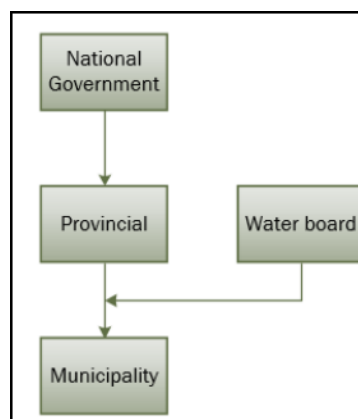 National
Government
Provincial
Water board
Municipality